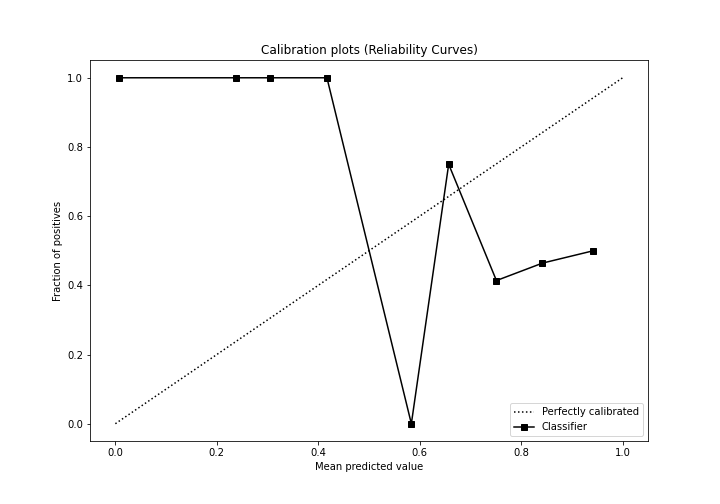 Calibration plots (Reliability Curves)
1.0
0.8
0.6
0.4
0.2
0.0
Fraction of positives
0.0 0.2 0.4 0.6 0.8 1.0
Mean predicted value
Perfectly calibrated
Classifier